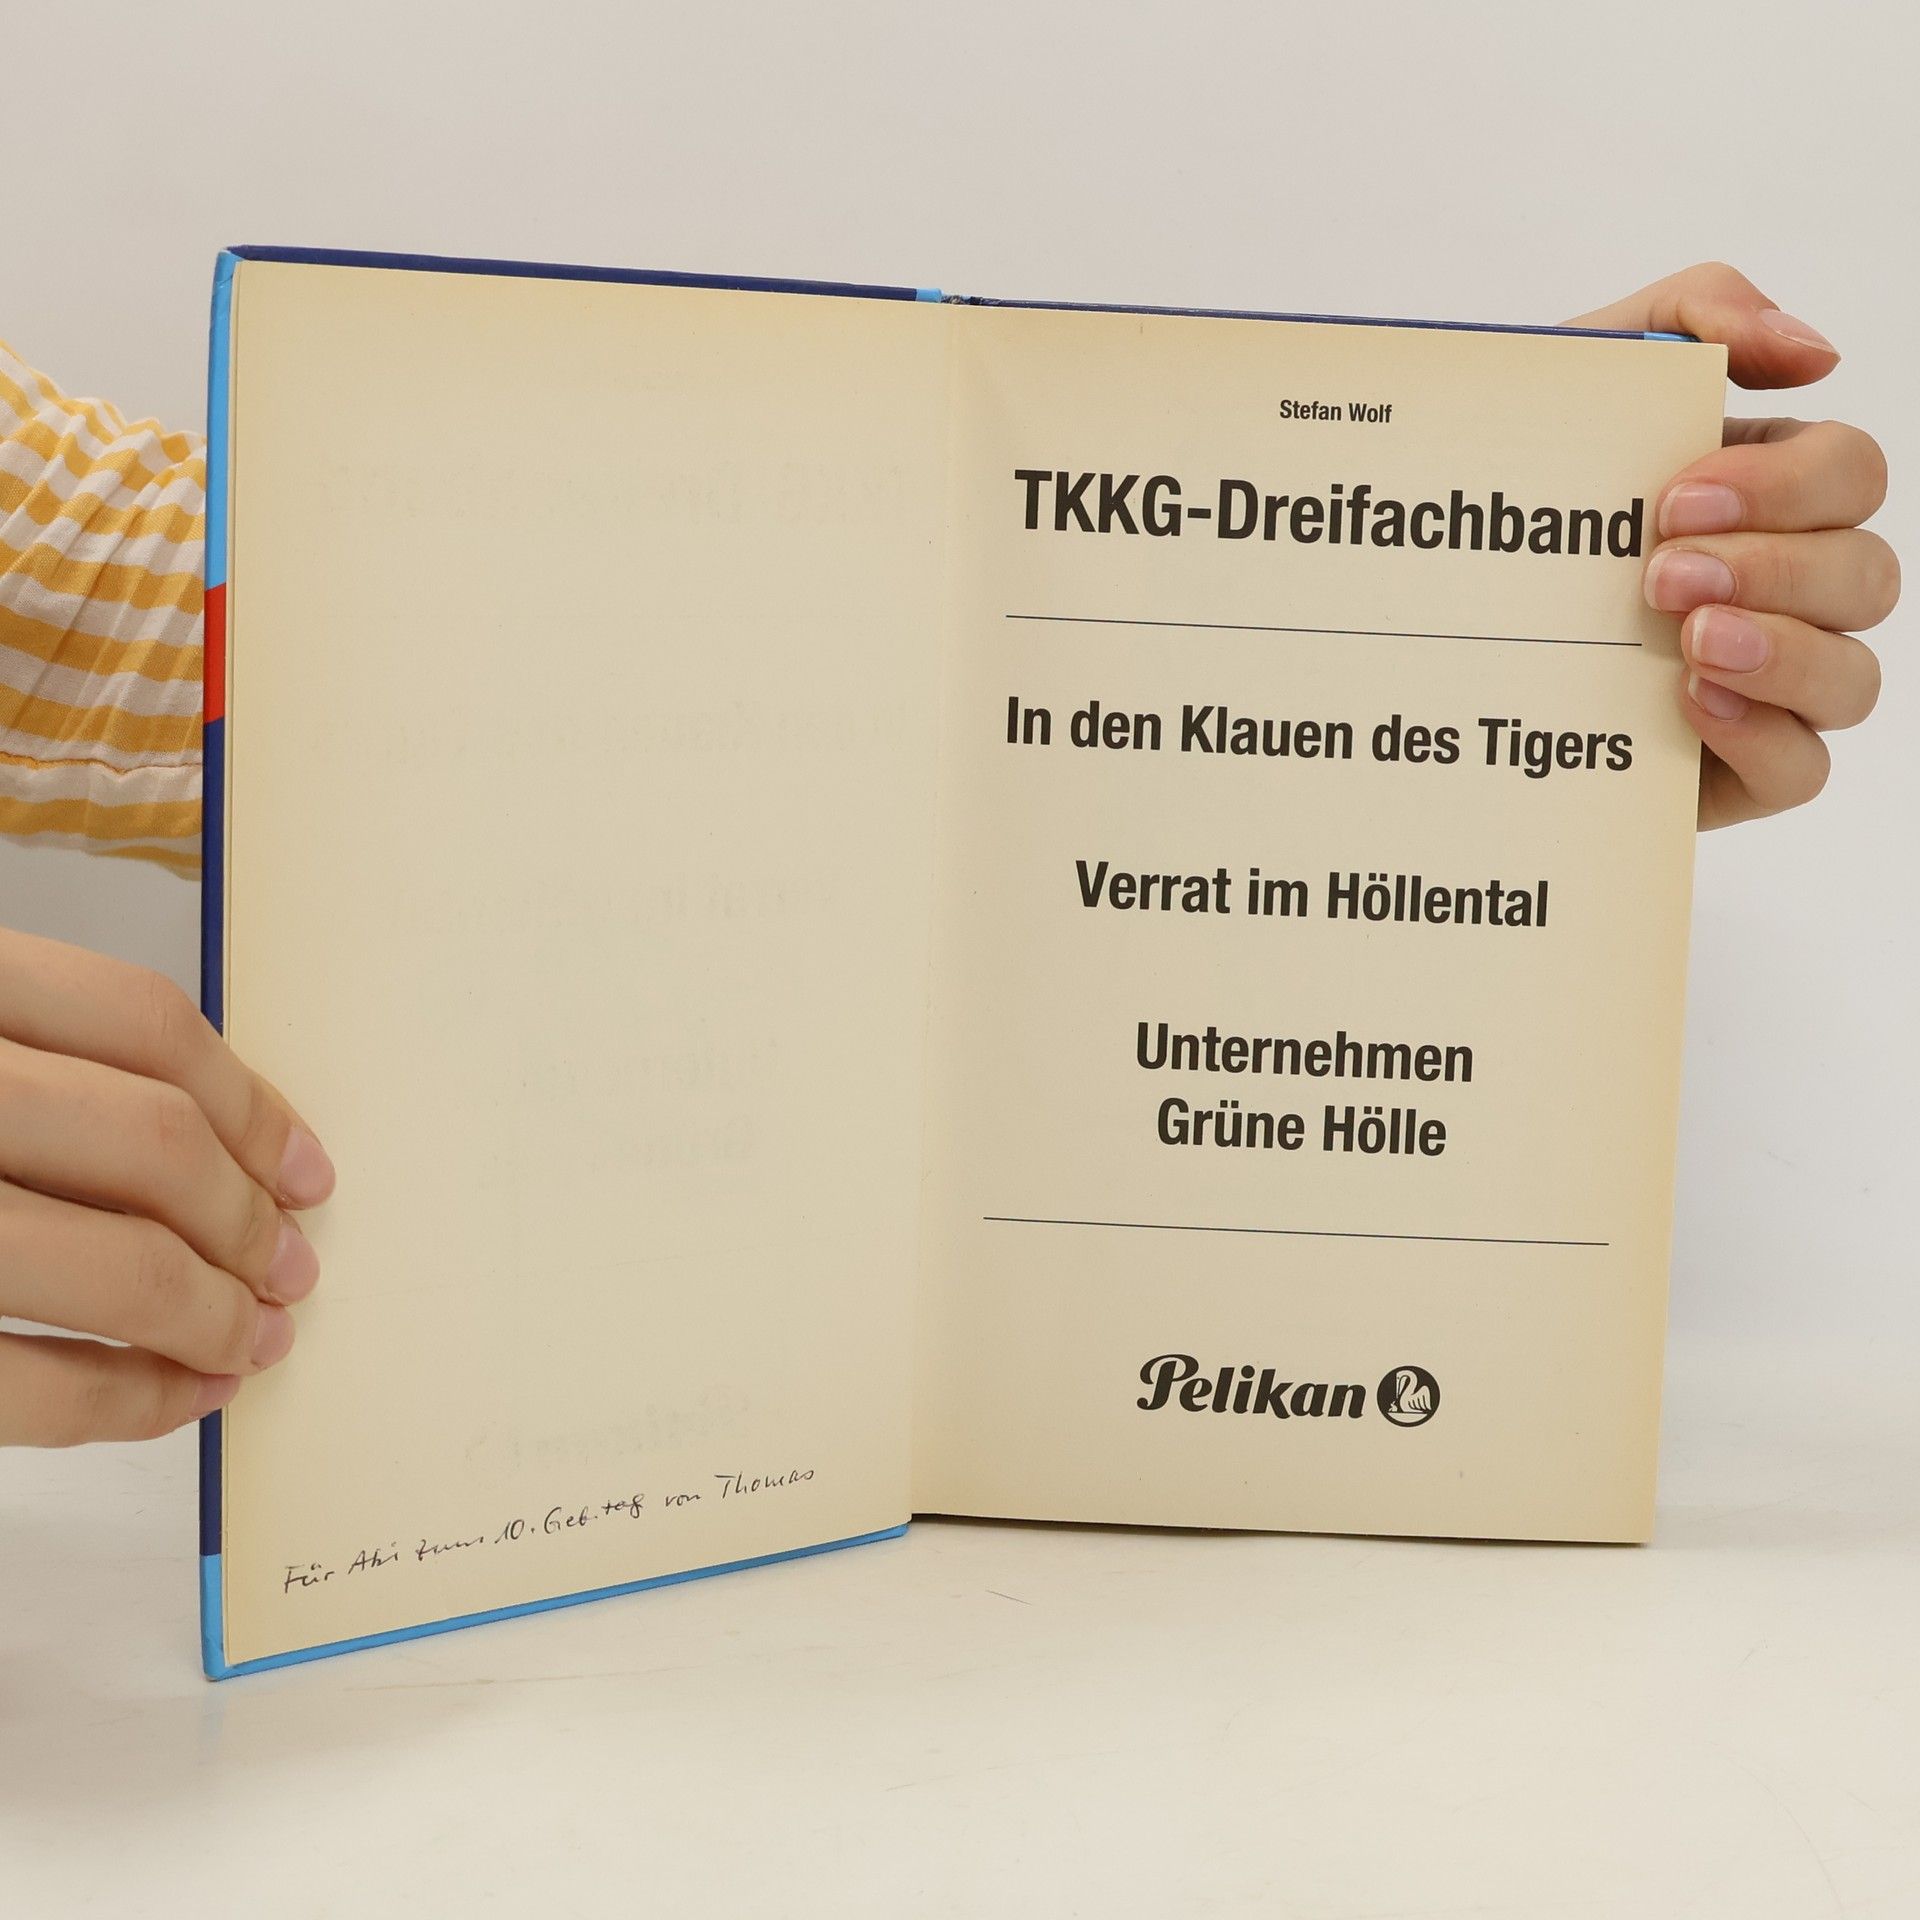 Für Aki zum 10. Geb.tag von Thomas
Stefan Wolf
TKKG-Dreifachband
In den Klauen des Tigers
Verrat im Höllental
Unternehmen
Grüne Hölle
Pelikan